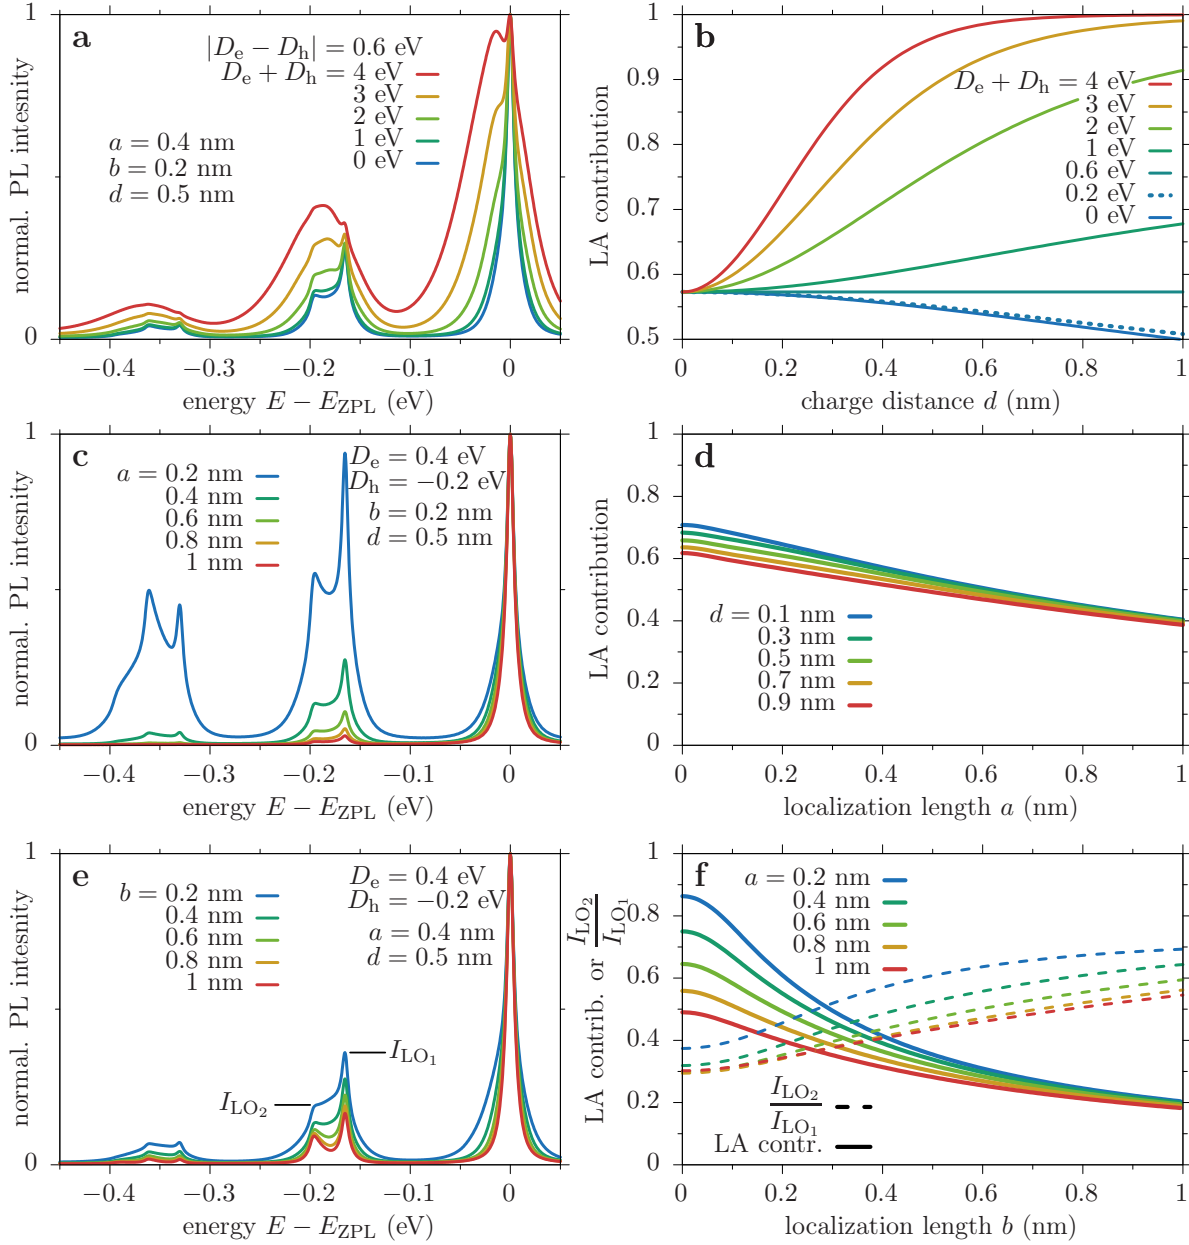 a
|Dₑ − Dₕ| = 0.6 eV
Dₑ + Dₕ = 4 eV
3 eV
2 eV
1 eV
0 eV
a = 0.4 nm
b = 0.2 nm
d = 0.5 nm
normal. PL intesnity
1
0
−0.4 −0.3 −0.2 −0.1 0
energy E − E_ZPL (eV)
b
Dₑ + Dₕ = 4 eV
3 eV
2 eV
1 eV
0.6 eV
0.2 eV
0 eV
LA contribution
1
0.9
0.8
0.7
0.6
0.5
0 0.2 0.4 0.6 0.8 1
charge distance d (nm)
c
a = 0.2 nm
0.4 nm
0.6 nm
0.8 nm
1 nm
Dₑ = 0.4 eV
Dₕ = −0.2 eV
b = 0.2 nm
d = 0.5 nm
normal. PL intesnity
1
0
−0.4 −0.3 −0.2 −0.1 0
energy E − E_ZPL (eV)
d
d = 0.1 nm
0.3 nm
0.5 nm
0.7 nm
0.9 nm
LA contribution
1
0.8
0.6
0.4
0.2
0
0 0.2 0.4 0.6 0.8 1
localization length a (nm)
e
b = 0.2 nm
0.4 nm
0.6 nm
0.8 nm
1 nm
Dₑ = 0.4 eV
Dₕ = −0.2 eV
a = 0.4 nm
d = 0.5 nm
I_LO₁
I_LO₂
normal. PL intesnity
1
0
−0.4 −0.3 −0.2 −0.1 0
energy E − E_ZPL (eV)
f
a = 0.2 nm
0.4 nm
0.6 nm
0.8 nm
1 nm
I_LO₂
I_LO₁
LA contr.
LA contrib. or I_LO₂/I_LO₁
1
0.8
0.6
0.4
0.2
0
0 0.2 0.4 0.6 0.8 1
localization length b (nm)